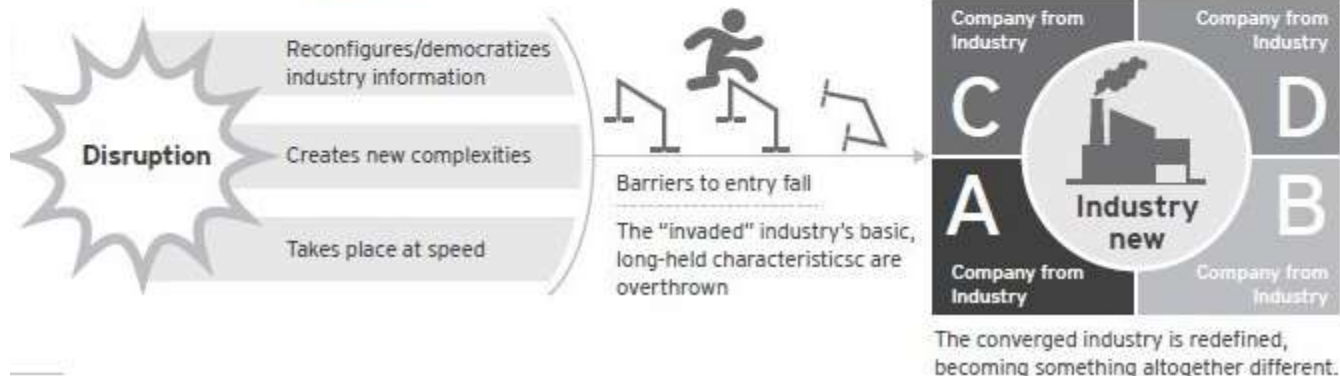 Disruption
Reconfigures/democratizes
industry information
Creates new complexities
Takes place at speed
Barriers to entry fall
The “invaded” industry's basic,
long-held characteristicsc are
overthrown
Company from
Industry
C
Company from
Industry
D
A
Company from
Industry
B
Company from
Industry
Industry
new
The converged industry is redefined,
becoming something altogether different.